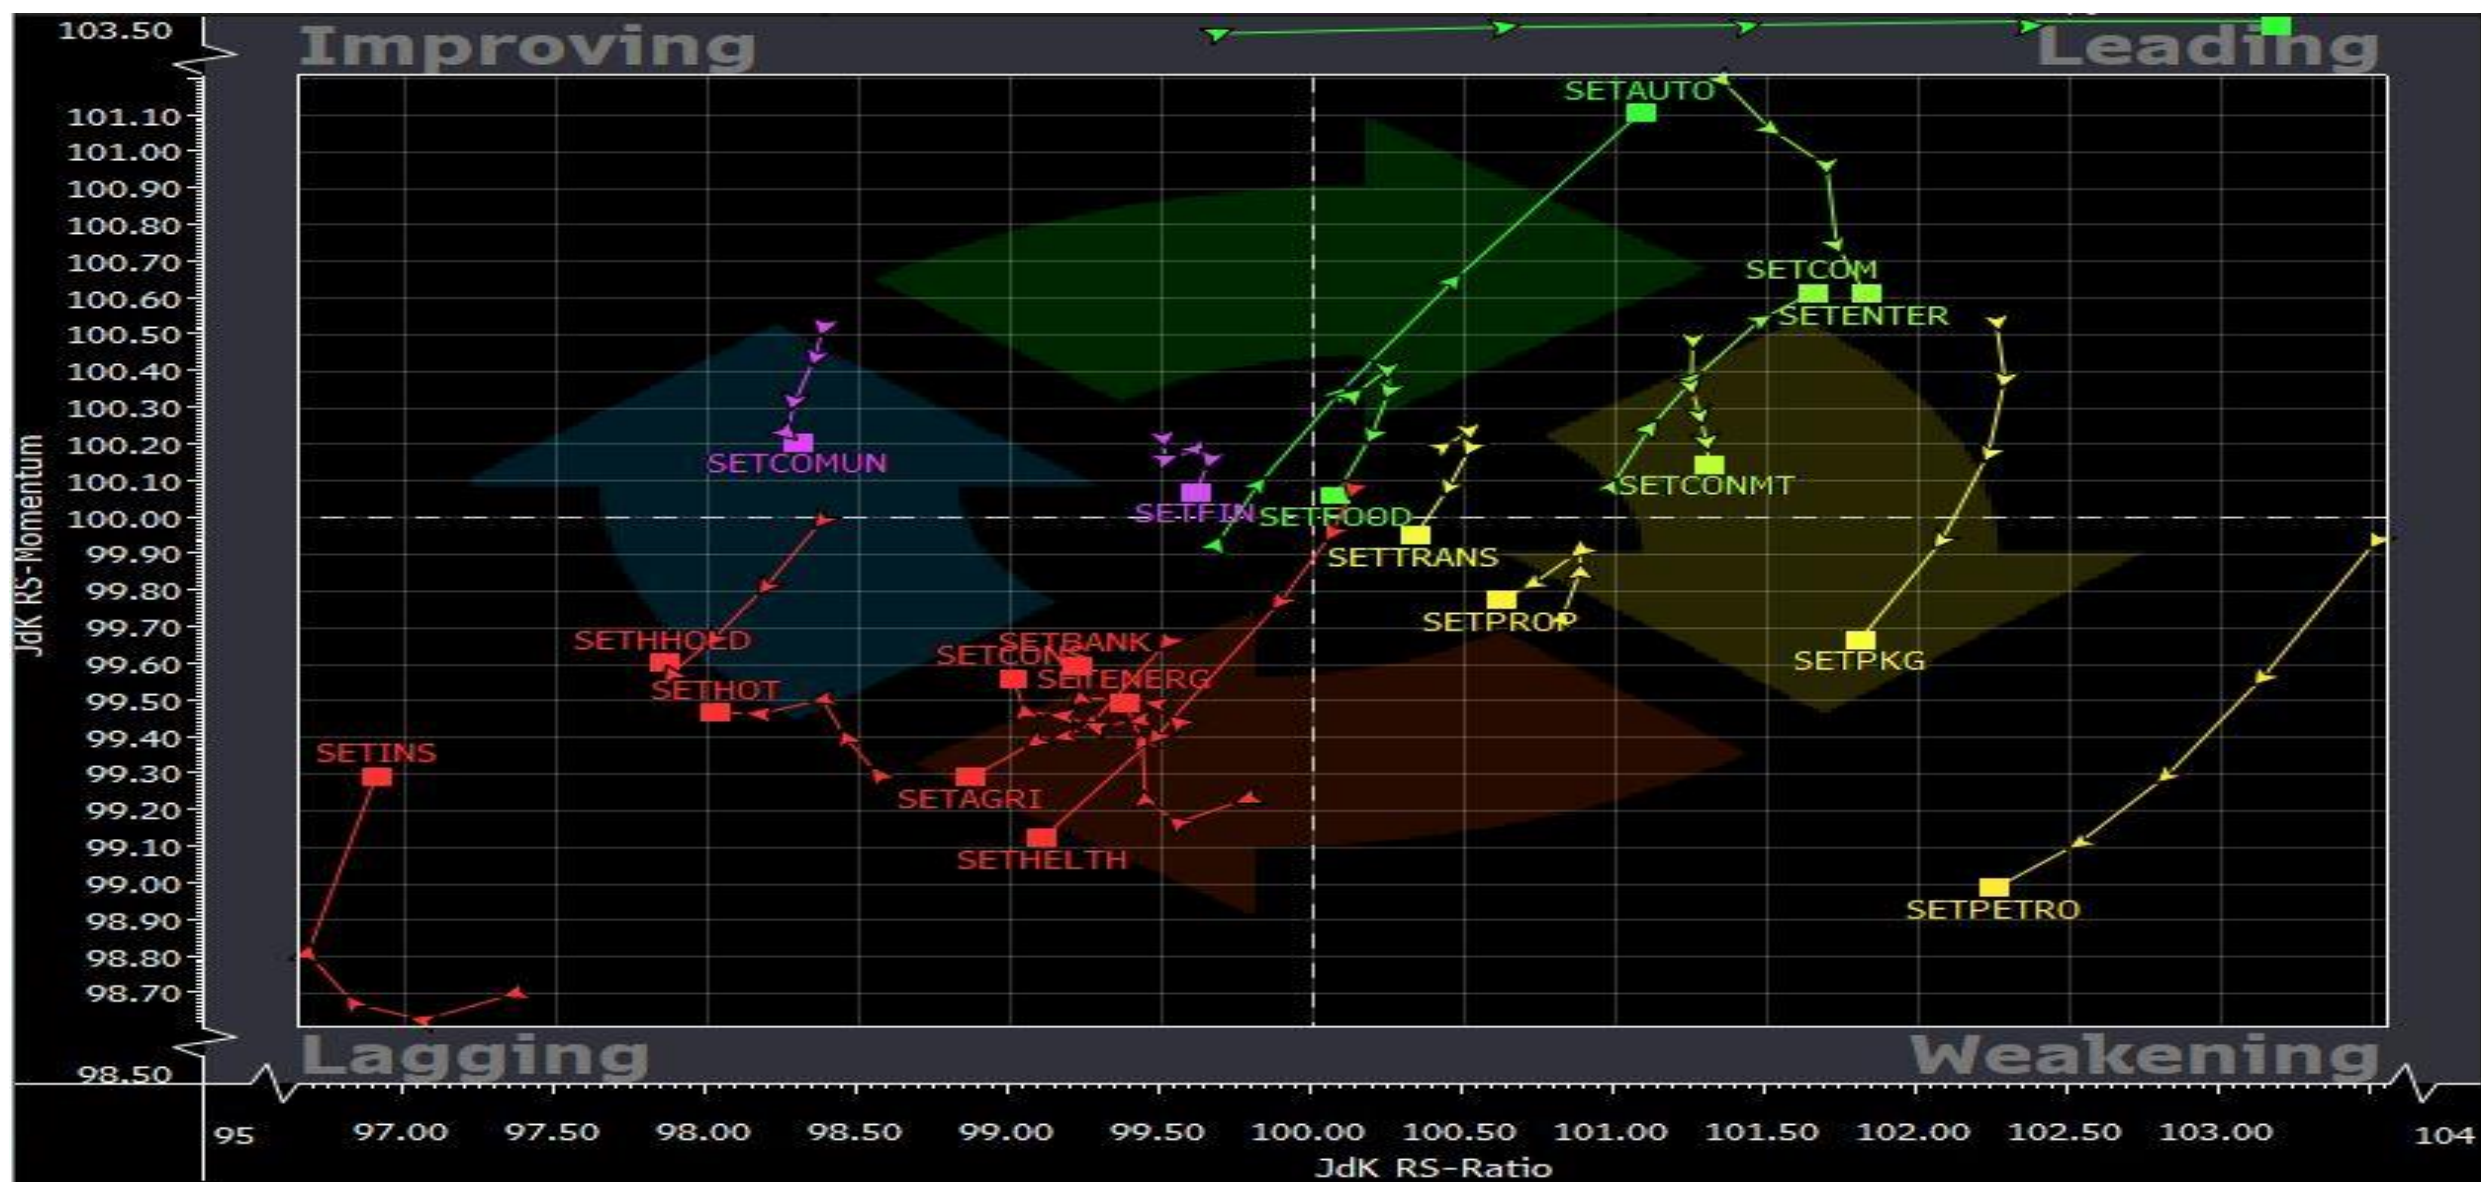 103.50
Improving
Leading
SETAUTO
101.10
101.00
100.90
100.80
100.70
100.60
100.50
100.40
100.30
100.20
100.10
100.00
99.90
99.80
99.70
99.60
99.50
99.40
99.30
99.20
99.10
99.00
98.90
98.80
98.70
98.50
JdK RS-Momentum
SETCOM
SETENTER
SETCOMUN
SETCONMT
SETFIN
SETFOOD
SETTRANS
SETPROP
SETHHOLD
SETBANK
SETCONS
SETENERG
SETPKG
SETHOT
SETINS
SETAGRI
SETHELTH
SETPETRO
Lagging
Weakening
95 97.00 97.50 98.00 98.50 99.00 99.50 100.00 100.50 101.00 101.50 102.00 102.50 103.00 104
JdK RS-Ratio